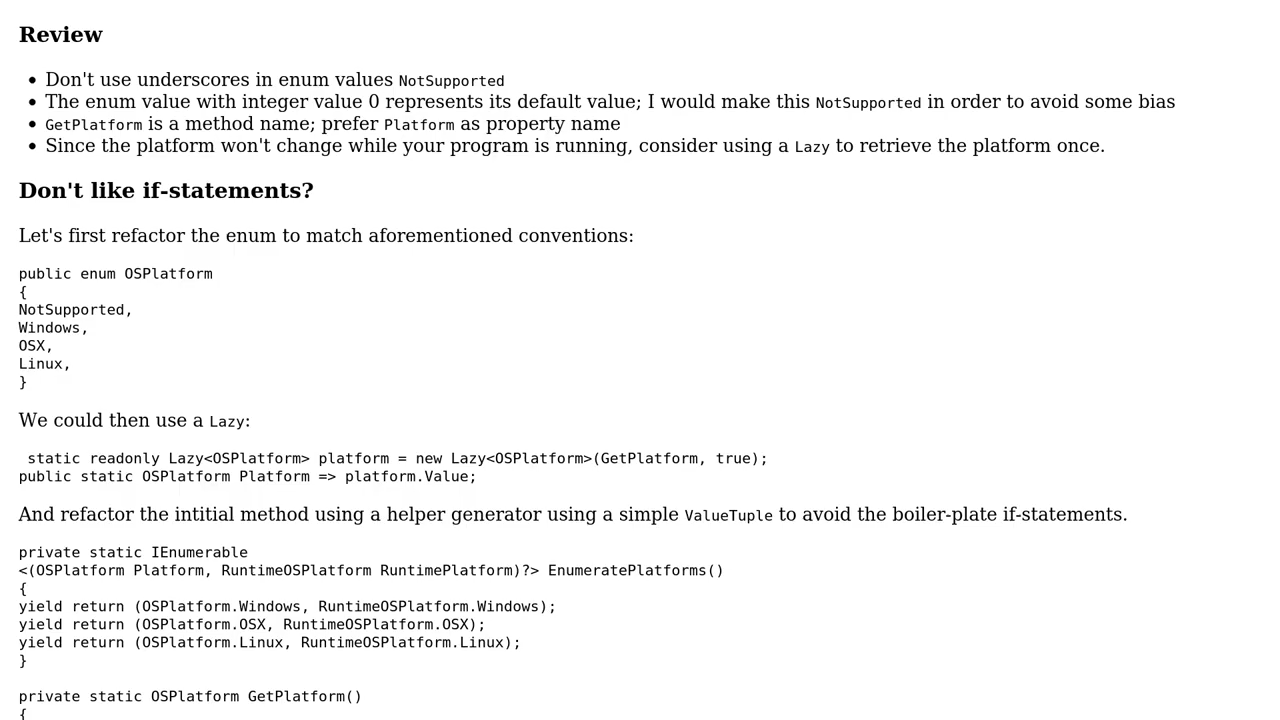 Review
• Don't use underscores in enum values NotSupported
• The enum value with integer value 0 represents its default value; I would make this NotSupported in order to avoid some bias
• GetPlatform is a method name; prefer Platform as property name
• Since the platform won't change while your program is running, consider using a Lazy to retrieve the platform once.
Don't like if-statements?
Let's first refactor the enum to match aforementioned conventions:
public enum OSPlatform
{
NotSupported,
Windows,
OSX,
Linux,
}
We could then use a Lazy:
static readonly Lazy<OSPlatform> platform = new Lazy<OSPlatform>(GetPlatform, true);
public static OSPlatform Platform => platform.Value;
And refactor the intitial method using a helper generator using a simple ValueTuple to avoid the boiler-plate if-statements.
private static IEnumerable
<(OSPlatform Platform, RuntimeOSPlatform RuntimePlatform)?> EnumeratePlatforms()
{
yield return (OSPlatform.Windows, RuntimeOSPlatform.Windows);
yield return (OSPlatform.OSX, RuntimeOSPlatform.OSX);
yield return (OSPlatform.Linux, RuntimeOSPlatform.Linux);
}
private static OSPlatform GetPlatform()
{